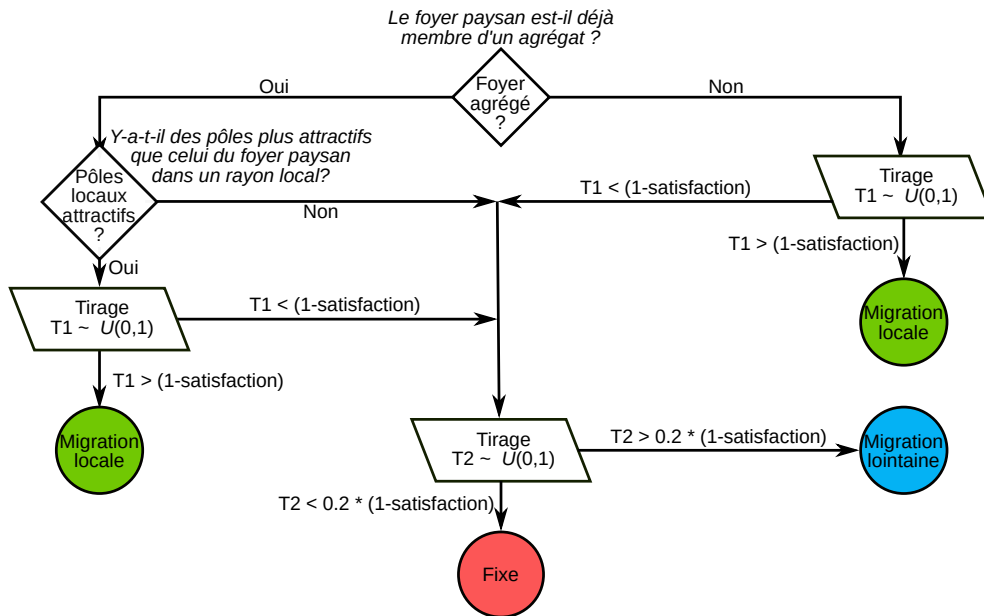 Le foyer paysan est-il déjà
membre d'un agrégat ?
Oui
Foyer
agrégé
?
Non
Y-a-t-il des pôles plus attractifs
que celui du foyer paysan
dans un rayon local?
Pôles
locaux
attractifs
?
Non
T1 < (1-satisfaction)
Tirage
T1 ~ U(0,1)
T1 > (1-satisfaction)
Oui
Tirage
T1 ~ U(0,1)
T1 < (1-satisfaction)
Migration
locale
T1 > (1-satisfaction)
Migration
locale
Tirage
T2 ~ U(0,1)
T2 > 0.2 * (1-satisfaction)
Migration
lointaine
T2 < 0.2 * (1-satisfaction)
Fixe